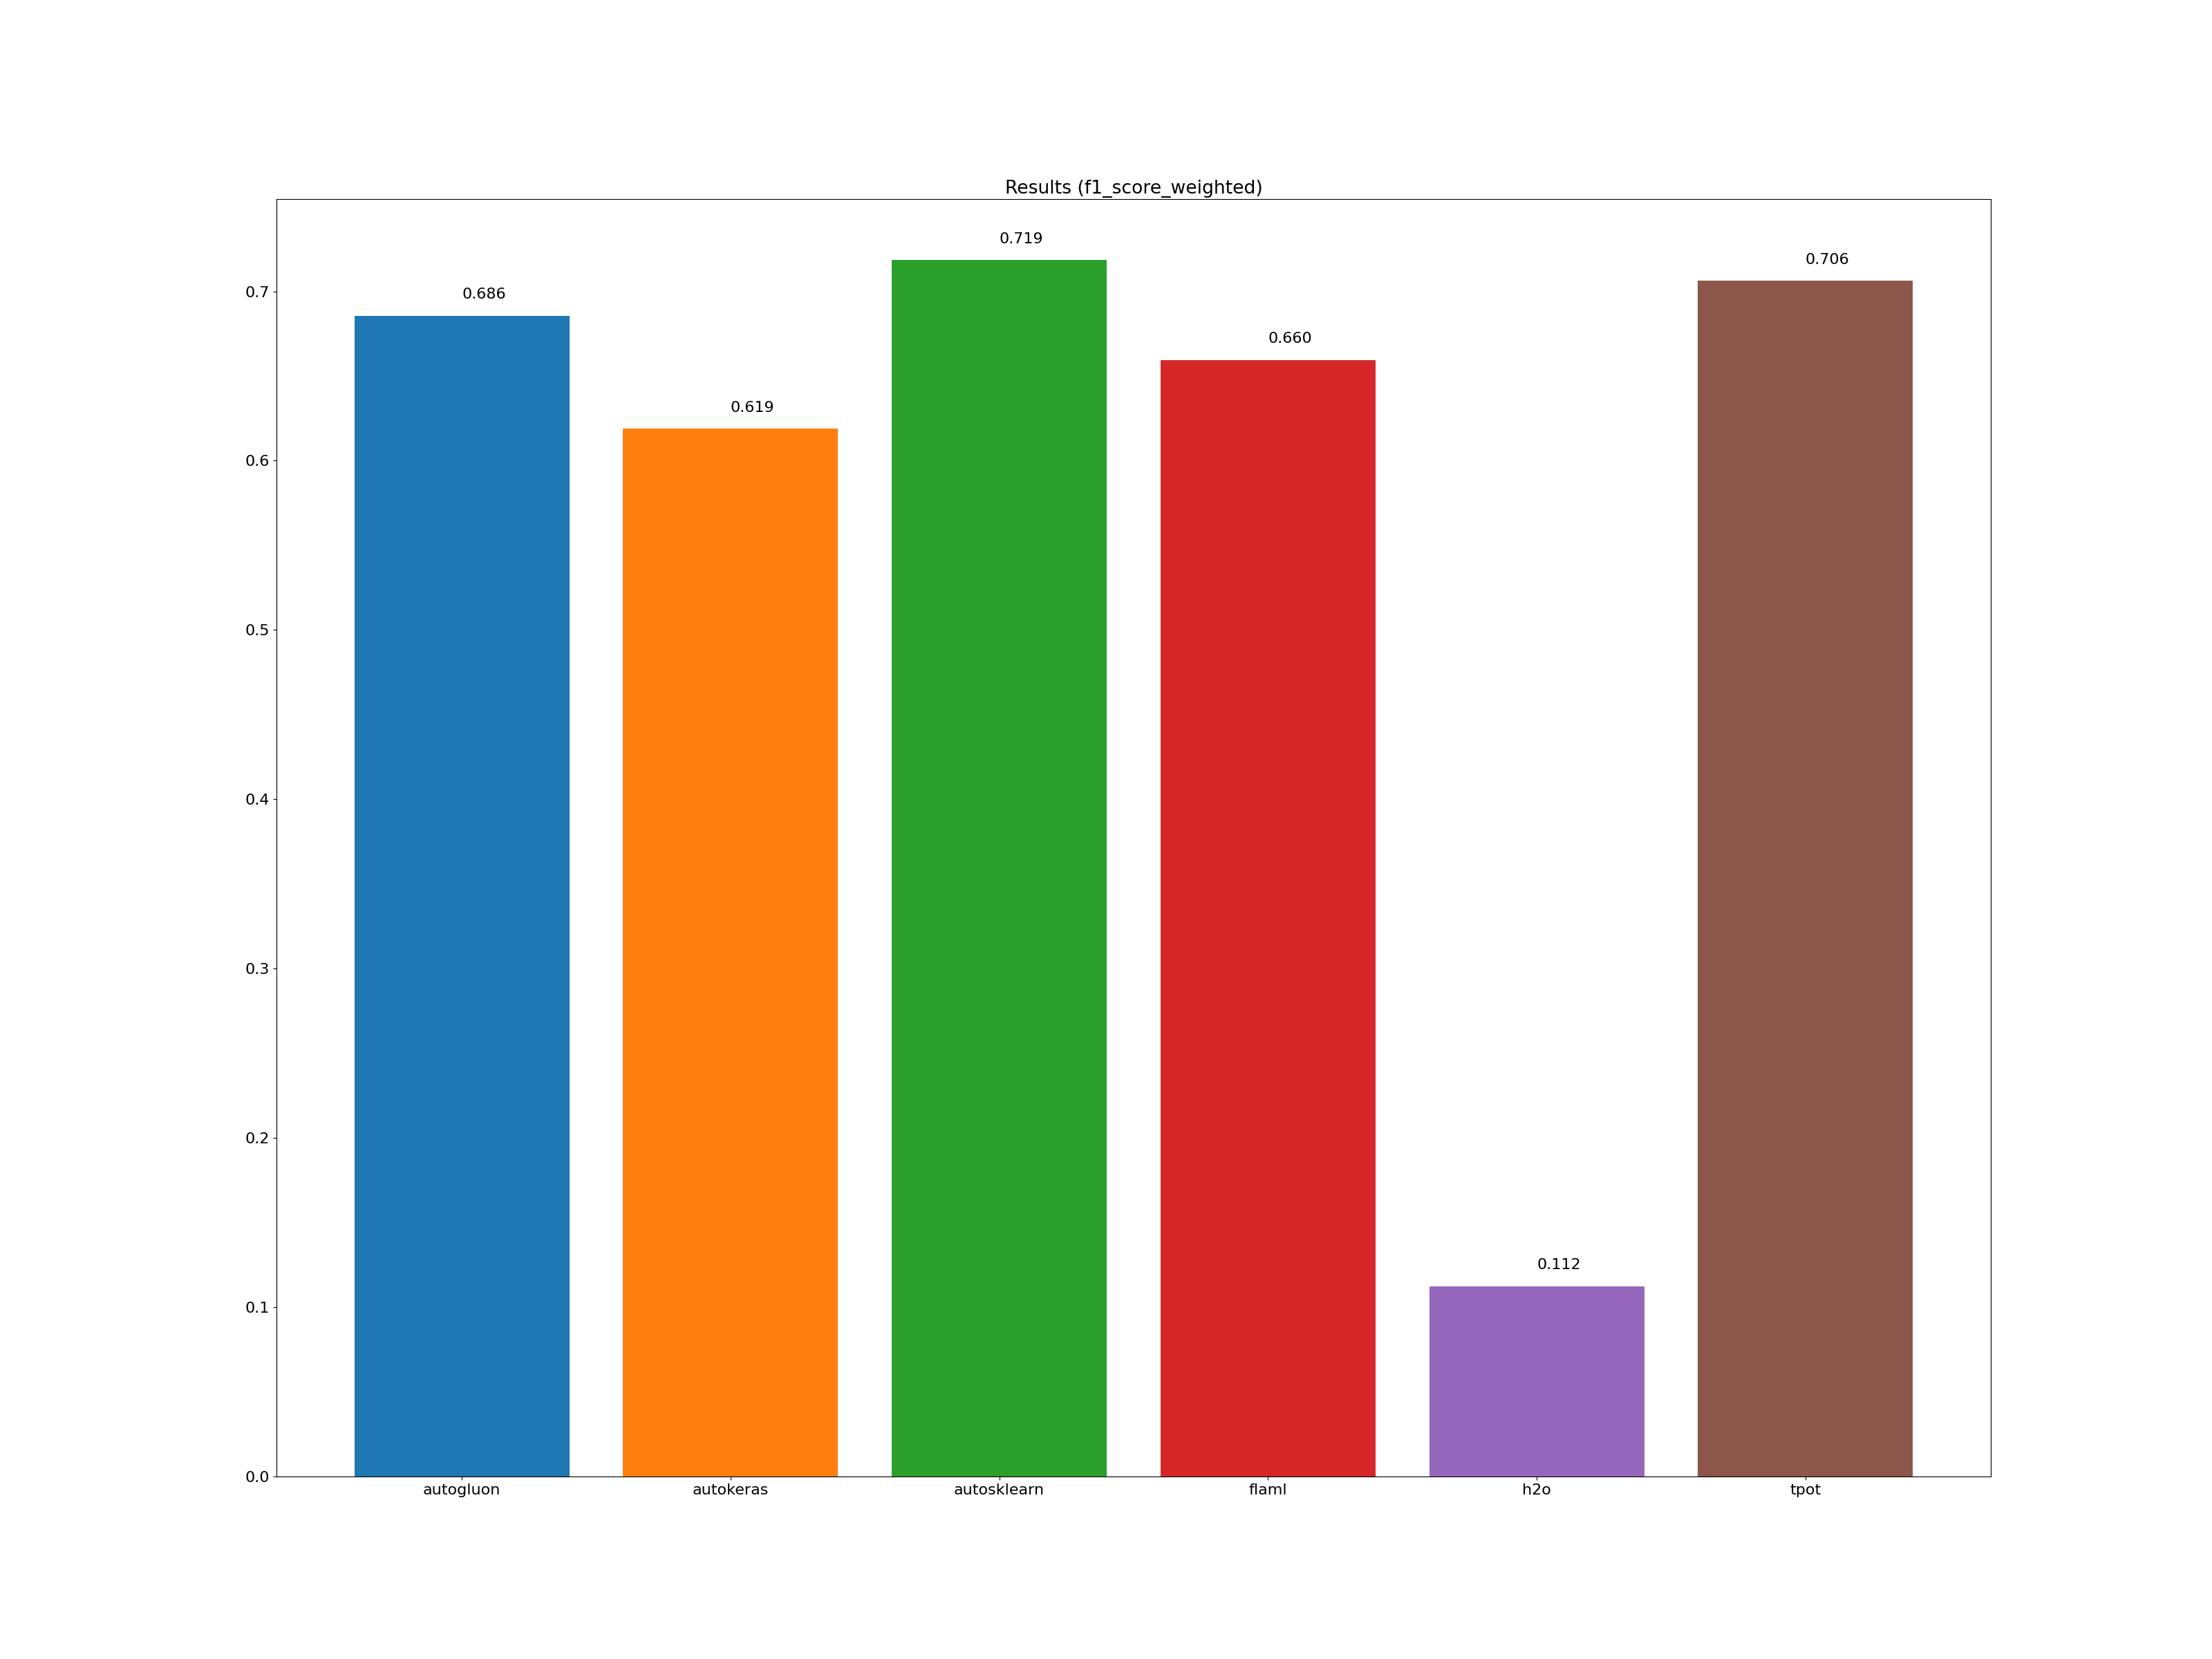 Results (f1_score_weighted)
0.719
0.706
0.686
0.660
0.619
0.112
0.7
0.6
0.5
0.4
0.3
0.2
0.1
0.0
autogluon
autokeras
autosklearn
flaml
h2o
tpot